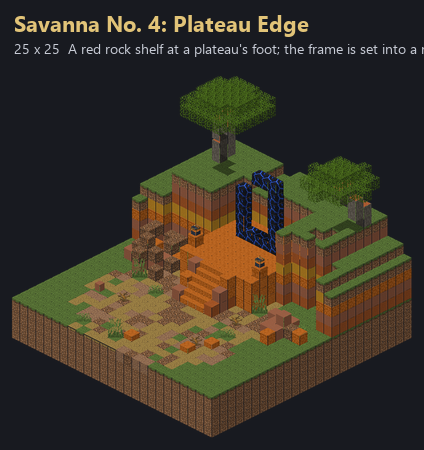 Savanna No. 4: Plateau Edge
25 x 25 A red rock shelf at a plateau's foot; the frame is set into a